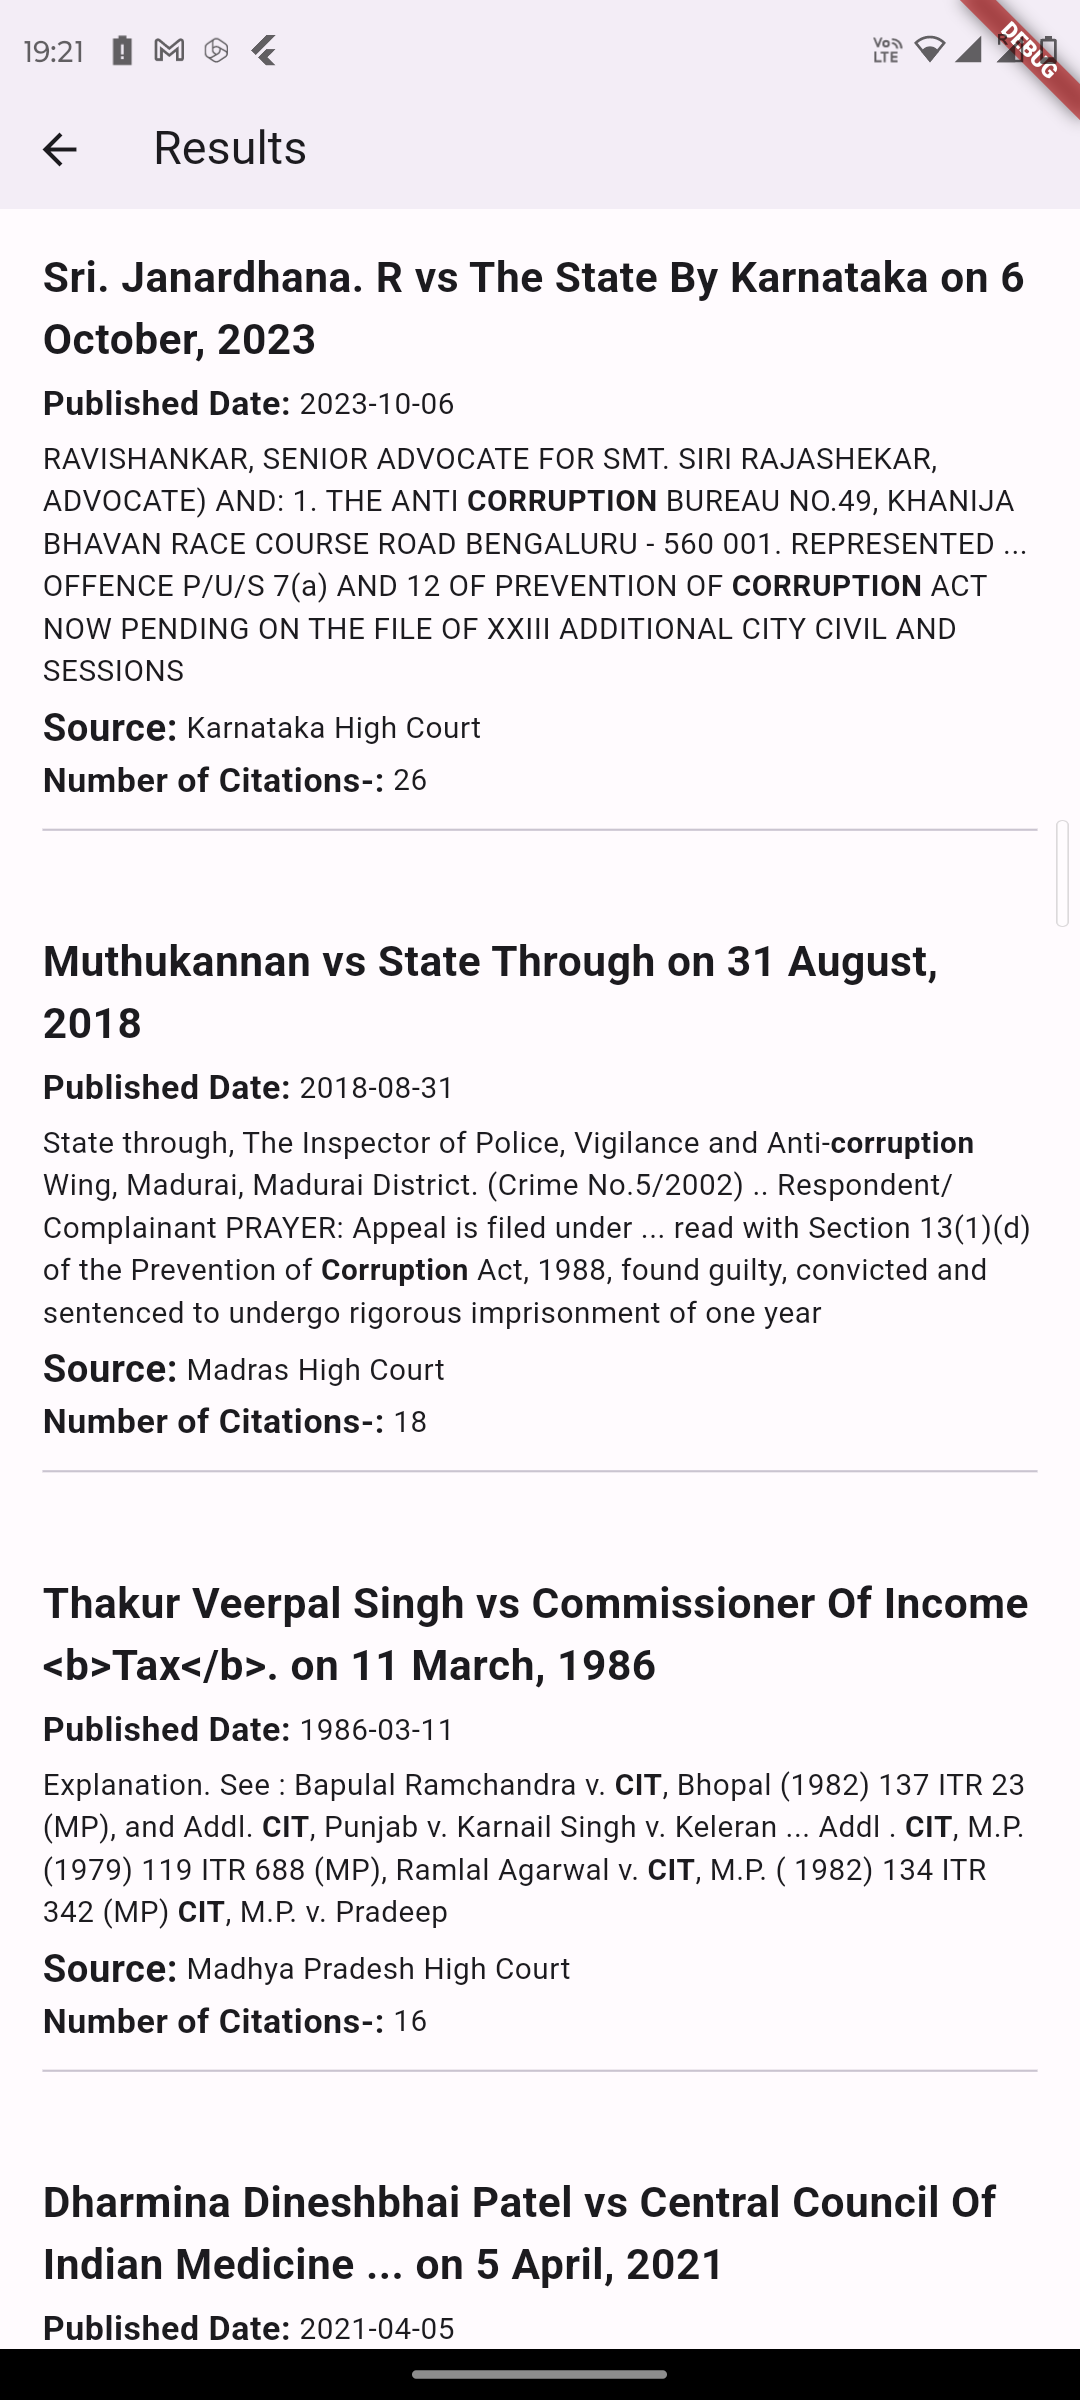 19:21
Vo
LTE
R
DEBUG
Results
Sri. Janardhana. R vs The State By Karnataka on 6
October, 2023
Published Date: 2023-10-06
RAVISHANKAR, SENIOR ADVOCATE FOR SMT. SIRI RAJASHEKAR,
ADVOCATE) AND: 1. THE ANTI CORRUPTION BUREAU NO.49, KHANIJA
BHAVAN RACE COURSE ROAD BENGALURU - 560 001. REPRESENTED ...
OFFENCE P/U/S 7(a) AND 12 OF PREVENTION OF CORRUPTION ACT
NOW PENDING ON THE FILE OF XXIII ADDITIONAL CITY CIVIL AND
SESSIONS
Source: Karnataka High Court
Number of Citations-: 26
Muthukannan vs State Through on 31 August,
2018
Published Date: 2018-08-31
State through, The Inspector of Police, Vigilance and Anti-corruption
Wing, Madurai, Madurai District. (Crime No.5/2002) .. Respondent/
Complainant PRAYER: Appeal is filed under ... read with Section 13(1)(d)
of the Prevention of Corruption Act, 1988, found guilty, convicted and
sentenced to undergo rigorous imprisonment of one year
Source: Madras High Court
Number of Citations-: 18
Thakur Veerpal Singh vs Commissioner Of Income
<b>Tax</b>. on 11 March, 1986
Published Date: 1986-03-11
Explanation. See : Bapulal Ramchandra v. CIT, Bhopal (1982) 137 ITR 23
(MP), and Addl. CIT, Punjab v. Karnail Singh v. Keleran ... Addl . CIT, M.P.
(1979) 119 ITR 688 (MP), Ramlal Agarwal v. CIT, M.P. ( 1982) 134 ITR
342 (MP) CIT, M.P. v. Pradeep
Source: Madhya Pradesh High Court
Number of Citations-: 16
Dharmina Dineshbhai Patel vs Central Council Of
Indian Medicine ... on 5 April, 2021
Published Date: 2021-04-05